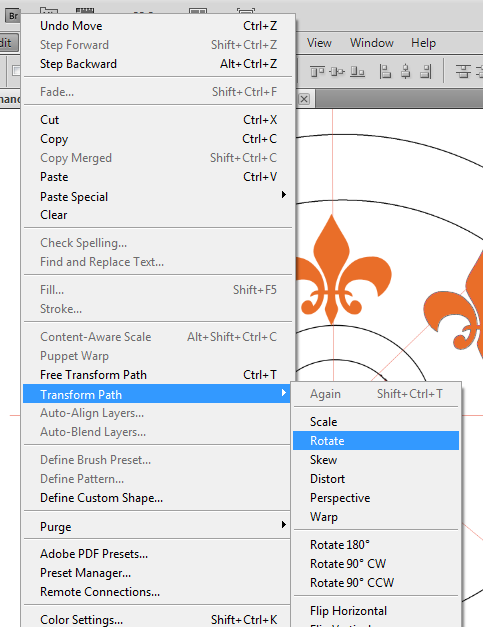 Br
dit View Window Help
Undo Move Ctrl+Z
Step Forward Shift+Ctrl+Z
Step Backward Alt+Ctrl+Z
Fade... Shift+Ctrl+F
Cut Ctrl+X
Copy Ctrl+C
Copy Merged Shift+Ctrl+C
Paste Ctrl+V
Paste Special
Clear
Check Spelling...
Find and Replace Text...
Fill... Shift+F5
Stroke...
Content-Aware Scale Alt+Shift+Ctrl+C
Puppet Warp
Free Transform Path Ctrl+T
Transform Path
Auto-Align Layers...
Auto-Blend Layers...
Define Brush Preset...
Define Pattern...
Define Custom Shape...
Purge
Adobe PDF Presets...
Preset Manager...
Remote Connections...
Color Settings... Shift+Ctrl+K
Again Shift+Ctrl+T
Scale
Rotate
Skew
Distort
Perspective
Warp
Rotate 180°
Rotate 90° CW
Rotate 90° CCW
Flip Horizontal